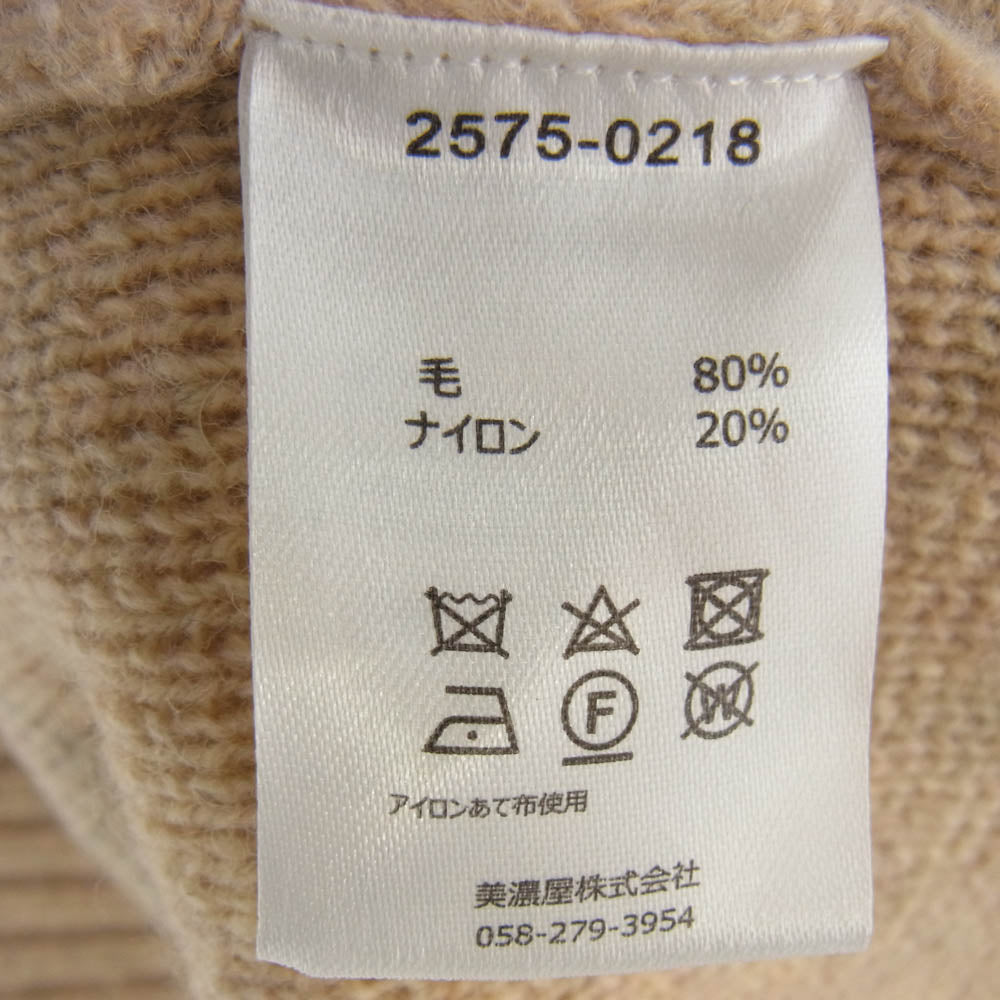 2575-0218
毛 80%
ナイロン 20%
F W
アイロンあて布使用
美濃屋株式会社
058-279-3954